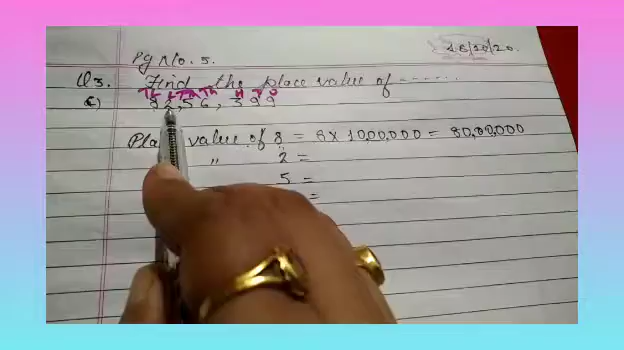 Pg No. 5.
16/10/20.
Q3. Find the place value of ------
TL L TTh Th H T O
c) 82,56,399
Place value of 8 = 8 x 10,00,000 = 80,00,000
" 2 =
5 =
=